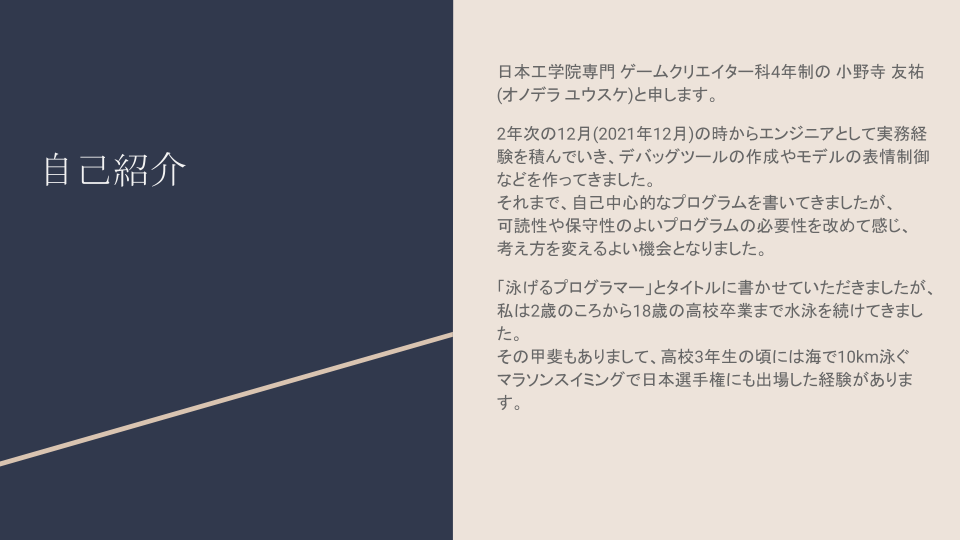 自己紹介
日本工学院専門 ゲームクリエイター科4年制の 小野寺 友祐
(オノデラ ユウスケ)と申します。
2年次の12月(2021年12月)の時からエンジニアとして実務経
験を積んでいき、デバッグツールの作成やモデルの表情制御
などを作ってきました。
それまで、自己中心的なプログラムを書いてきましたが、
可読性や保守性のよいプログラムの必要性を改めて感じ、
考え方を変えるよい機会となりました。
「泳げるプログラマー」とタイトルに書かせていただきましたが、
私は2歳のころから18歳の高校卒業まで水泳を続けてきまし
た。
その甲斐もありまして、高校3年生の頃には海で10km泳ぐ
マラソンスイミングで日本選手権にも出場した経験がありま
す。